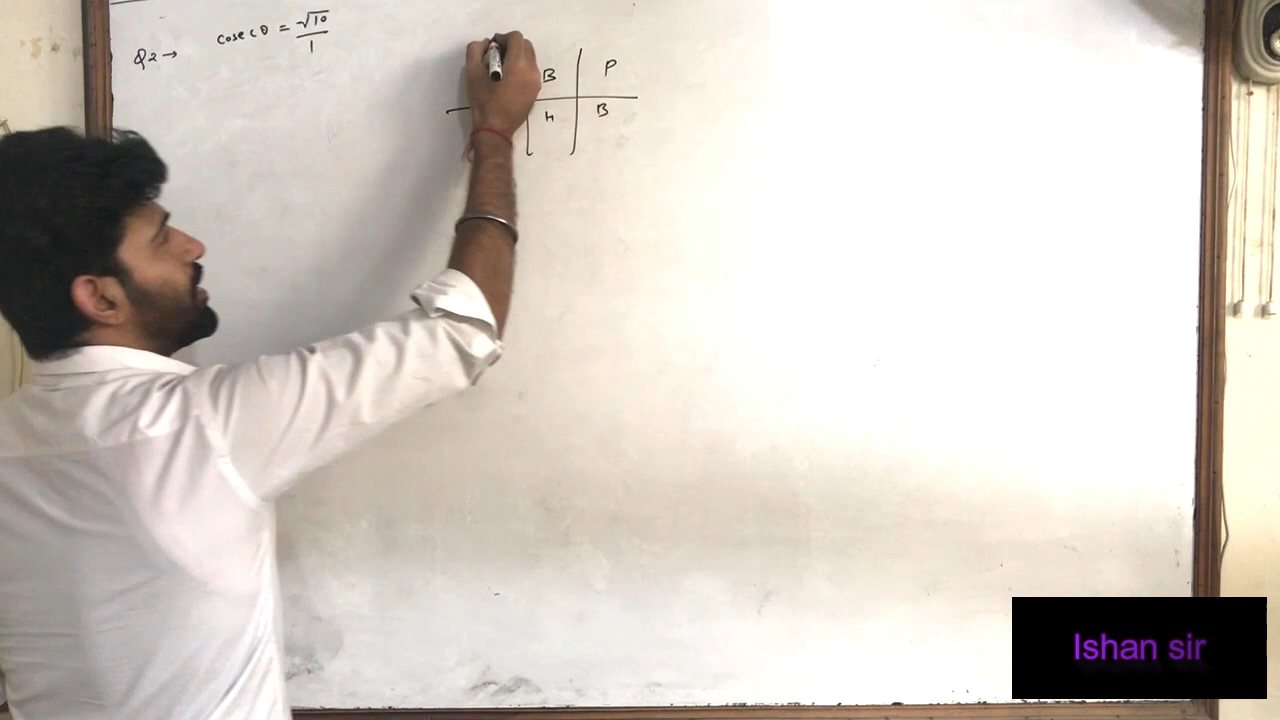 Q2 → cosec θ = √10 / 1
B | P
h | B
Ishan sir